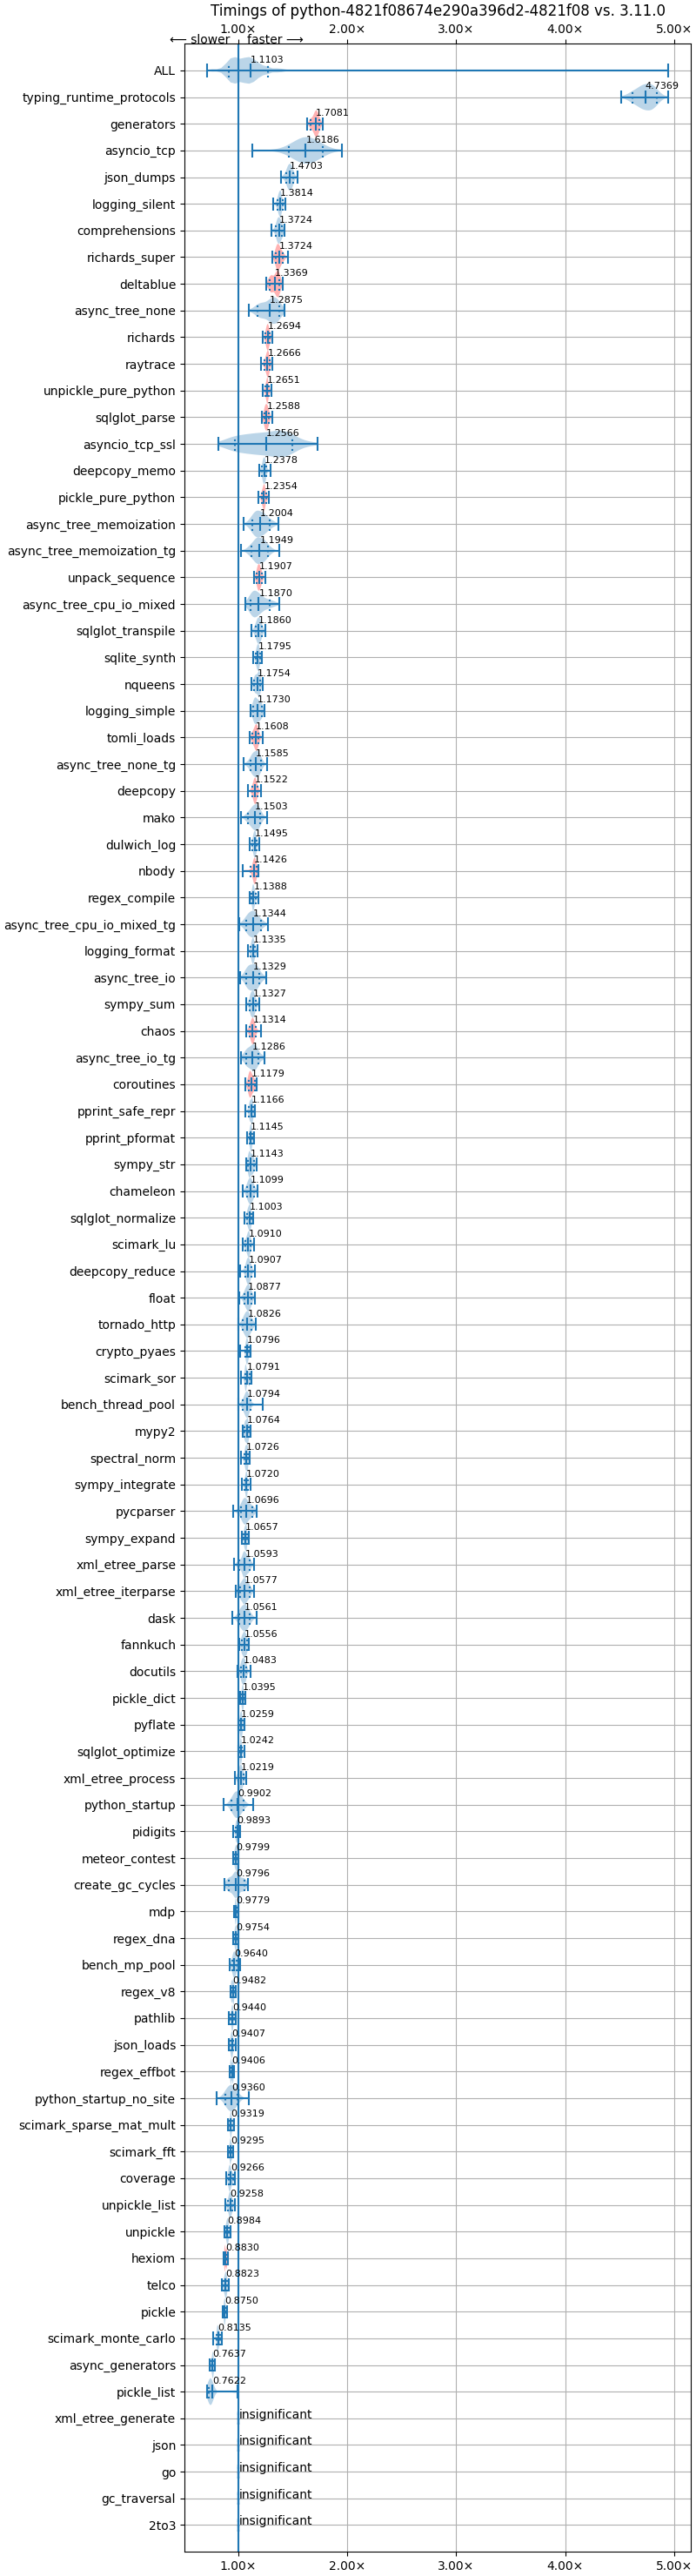 Timings of python-4821f08674e290a396d2-4821f08 vs. 3.11.0
1.00× 2.00× 3.00× 4.00× 5.00×
⟵ slower faster ⟶
ALL 1.1103
typing_runtime_protocols 4.7369
generators 1.7081
asyncio_tcp 1.6186
json_dumps 1.4703
logging_silent 1.3814
comprehensions 1.3724
richards_super 1.3724
deltablue 1.3369
async_tree_none 1.2875
richards 1.2694
raytrace 1.2666
unpickle_pure_python 1.2651
sqlglot_parse 1.2588
asyncio_tcp_ssl 1.2566
deepcopy_memo 1.2378
pickle_pure_python 1.2354
async_tree_memoization 1.2004
async_tree_memoization_tg 1.1949
unpack_sequence 1.1907
async_tree_cpu_io_mixed 1.1870
sqlglot_transpile 1.1860
sqlite_synth 1.1795
nqueens 1.1754
logging_simple 1.1730
tomli_loads 1.1608
async_tree_none_tg 1.1585
deepcopy 1.1522
mako 1.1503
dulwich_log 1.1495
nbody 1.1426
regex_compile 1.1388
async_tree_cpu_io_mixed_tg 1.1344
logging_format 1.1335
async_tree_io 1.1329
sympy_sum 1.1327
chaos 1.1314
async_tree_io_tg 1.1286
coroutines 1.1179
pprint_safe_repr 1.1166
pprint_pformat 1.1145
sympy_str 1.1143
chameleon 1.1099
sqlglot_normalize 1.1003
scimark_lu 1.0910
deepcopy_reduce 1.0907
float 1.0877
tornado_http 1.0826
crypto_pyaes 1.0796
scimark_sor 1.0791
bench_thread_pool 1.0794
mypy2 1.0764
spectral_norm 1.0726
sympy_integrate 1.0720
pycparser 1.0696
sympy_expand 1.0657
xml_etree_parse 1.0593
xml_etree_iterparse 1.0577
dask 1.0561
fannkuch 1.0556
docutils 1.0483
pickle_dict 1.0395
pyflate 1.0259
sqlglot_optimize 1.0242
xml_etree_process 1.0219
python_startup 0.9902
pidigits 0.9893
meteor_contest 0.9799
create_gc_cycles 0.9796
mdp 0.9779
regex_dna 0.9754
bench_mp_pool 0.9640
regex_v8 0.9482
pathlib 0.9440
json_loads 0.9407
regex_effbot 0.9406
python_startup_no_site 0.9360
scimark_sparse_mat_mult 0.9319
scimark_fft 0.9295
coverage 0.9266
unpickle_list 0.9258
unpickle 0.8984
hexiom 0.8830
telco 0.8823
pickle 0.8750
scimark_monte_carlo 0.8135
async_generators 0.7637
pickle_list 0.7622
xml_etree_generate insignificant
json insignificant
go insignificant
gc_traversal insignificant
2to3 insignificant
1.00× 2.00× 3.00× 4.00× 5.00×